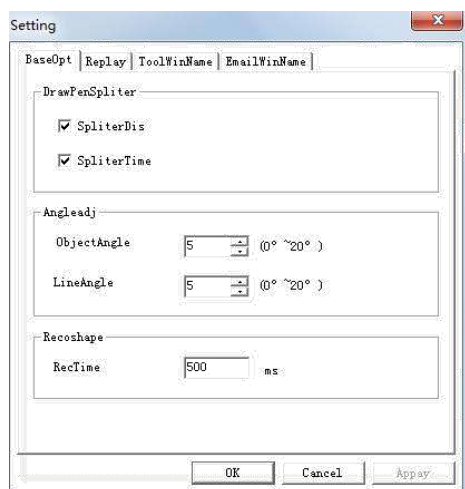 Setting
BaseOpt Replay ToolWinName EmailWinName
DrawPenSpliter
SpliterDis
SpliterTime
Angleadj
ObjectAngle 5 (0° ~20° )
LineAngle 5 (0° ~20° )
Recoshape
RecTime 500 ms
OK Cancel Appay